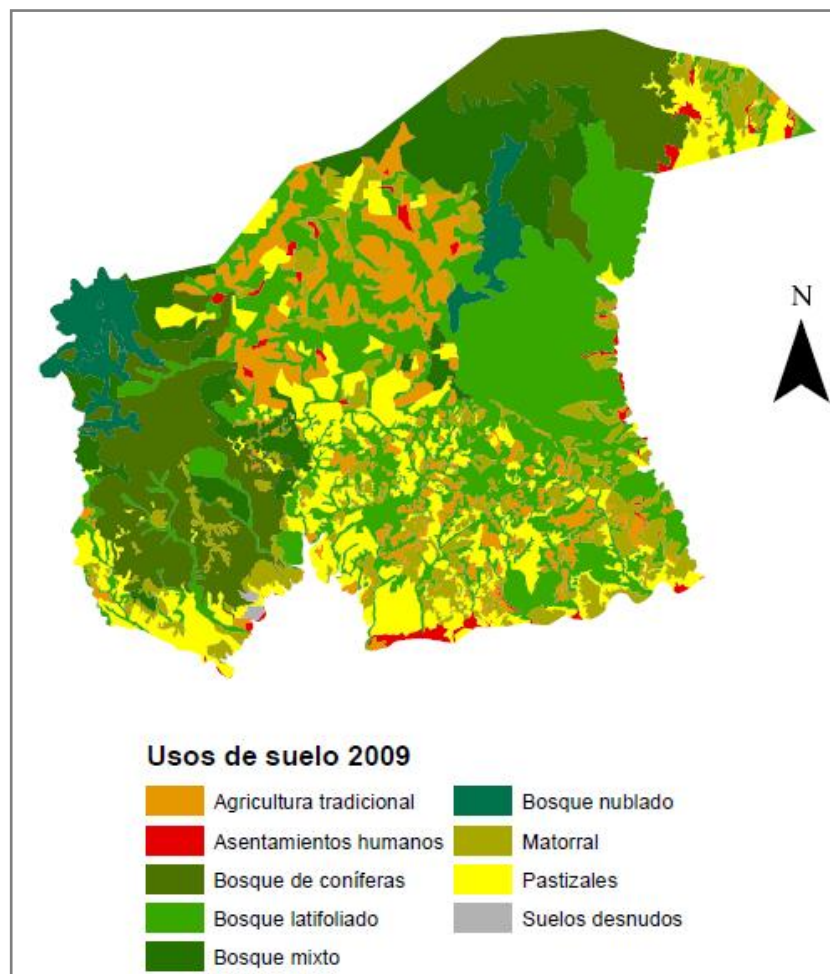 N
Usos de suelo 2009
Agricultura tradicional
Asentamientos humanos
Bosque de coníferas
Bosque latifoliado
Bosque mixto
Bosque nublado
Matorral
Pastizales
Suelos desnudos